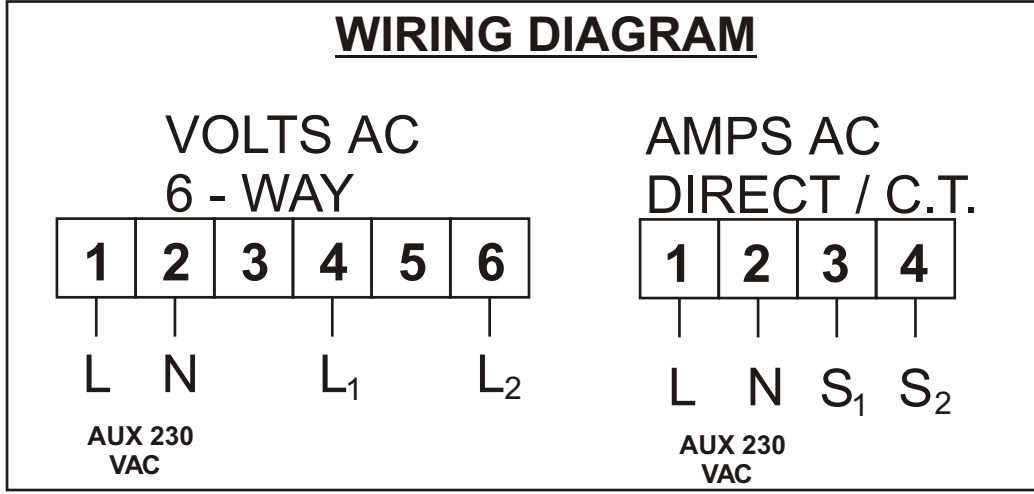 WIRING DIAGRAM
VOLTS AC
6 - WAY
1 2 3 4 5 6
L N L₁ L₂
AUX 230
VAC
AMPS AC
DIRECT / C.T.
1 2 3 4
L N S₁ S₂
AUX 230
VAC